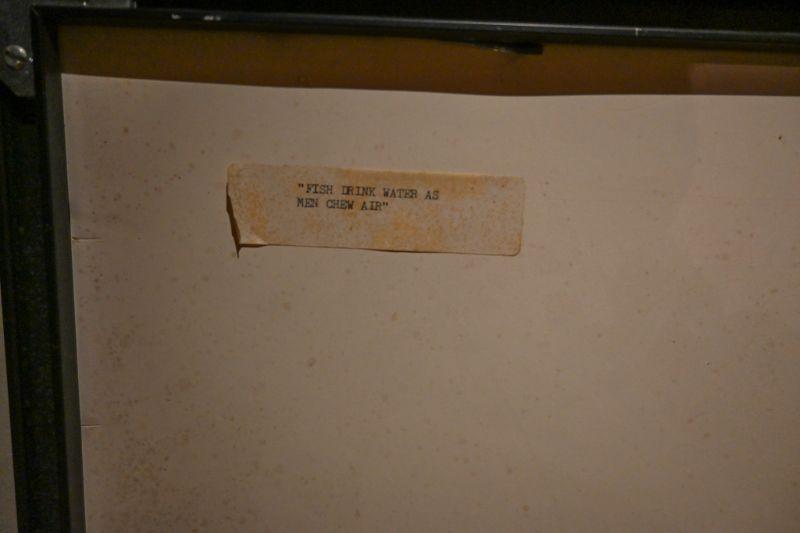 "FISH DRINK WATER AS
MEN CHEW AIR"